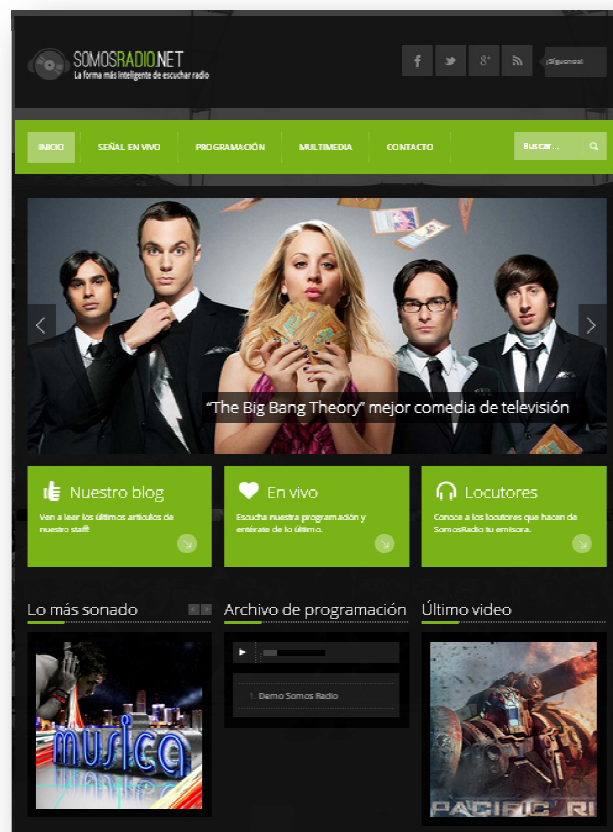 SOMOSRADIO.NET
La forma más inteligente de escuchar radio
¡Síguenos!
INICIO SEÑAL EN VIVO PROGRAMACIÓN MULTIMEDIA CONTACTO Buscar...
“The Big Bang Theory” mejor comedia de televisión
Nuestro blog
Ven a leer los últimos artículos de
nuestro staff!
En vivo
Escucha nuestra programación y
entérate de lo último.
Locutores
Conoce a los locutores que hacen de
SomosRadio tu emisora.
Lo más sonado
musica
Archivo de programación
1. Demo Somos Radio
Último video
PACIFIC RI